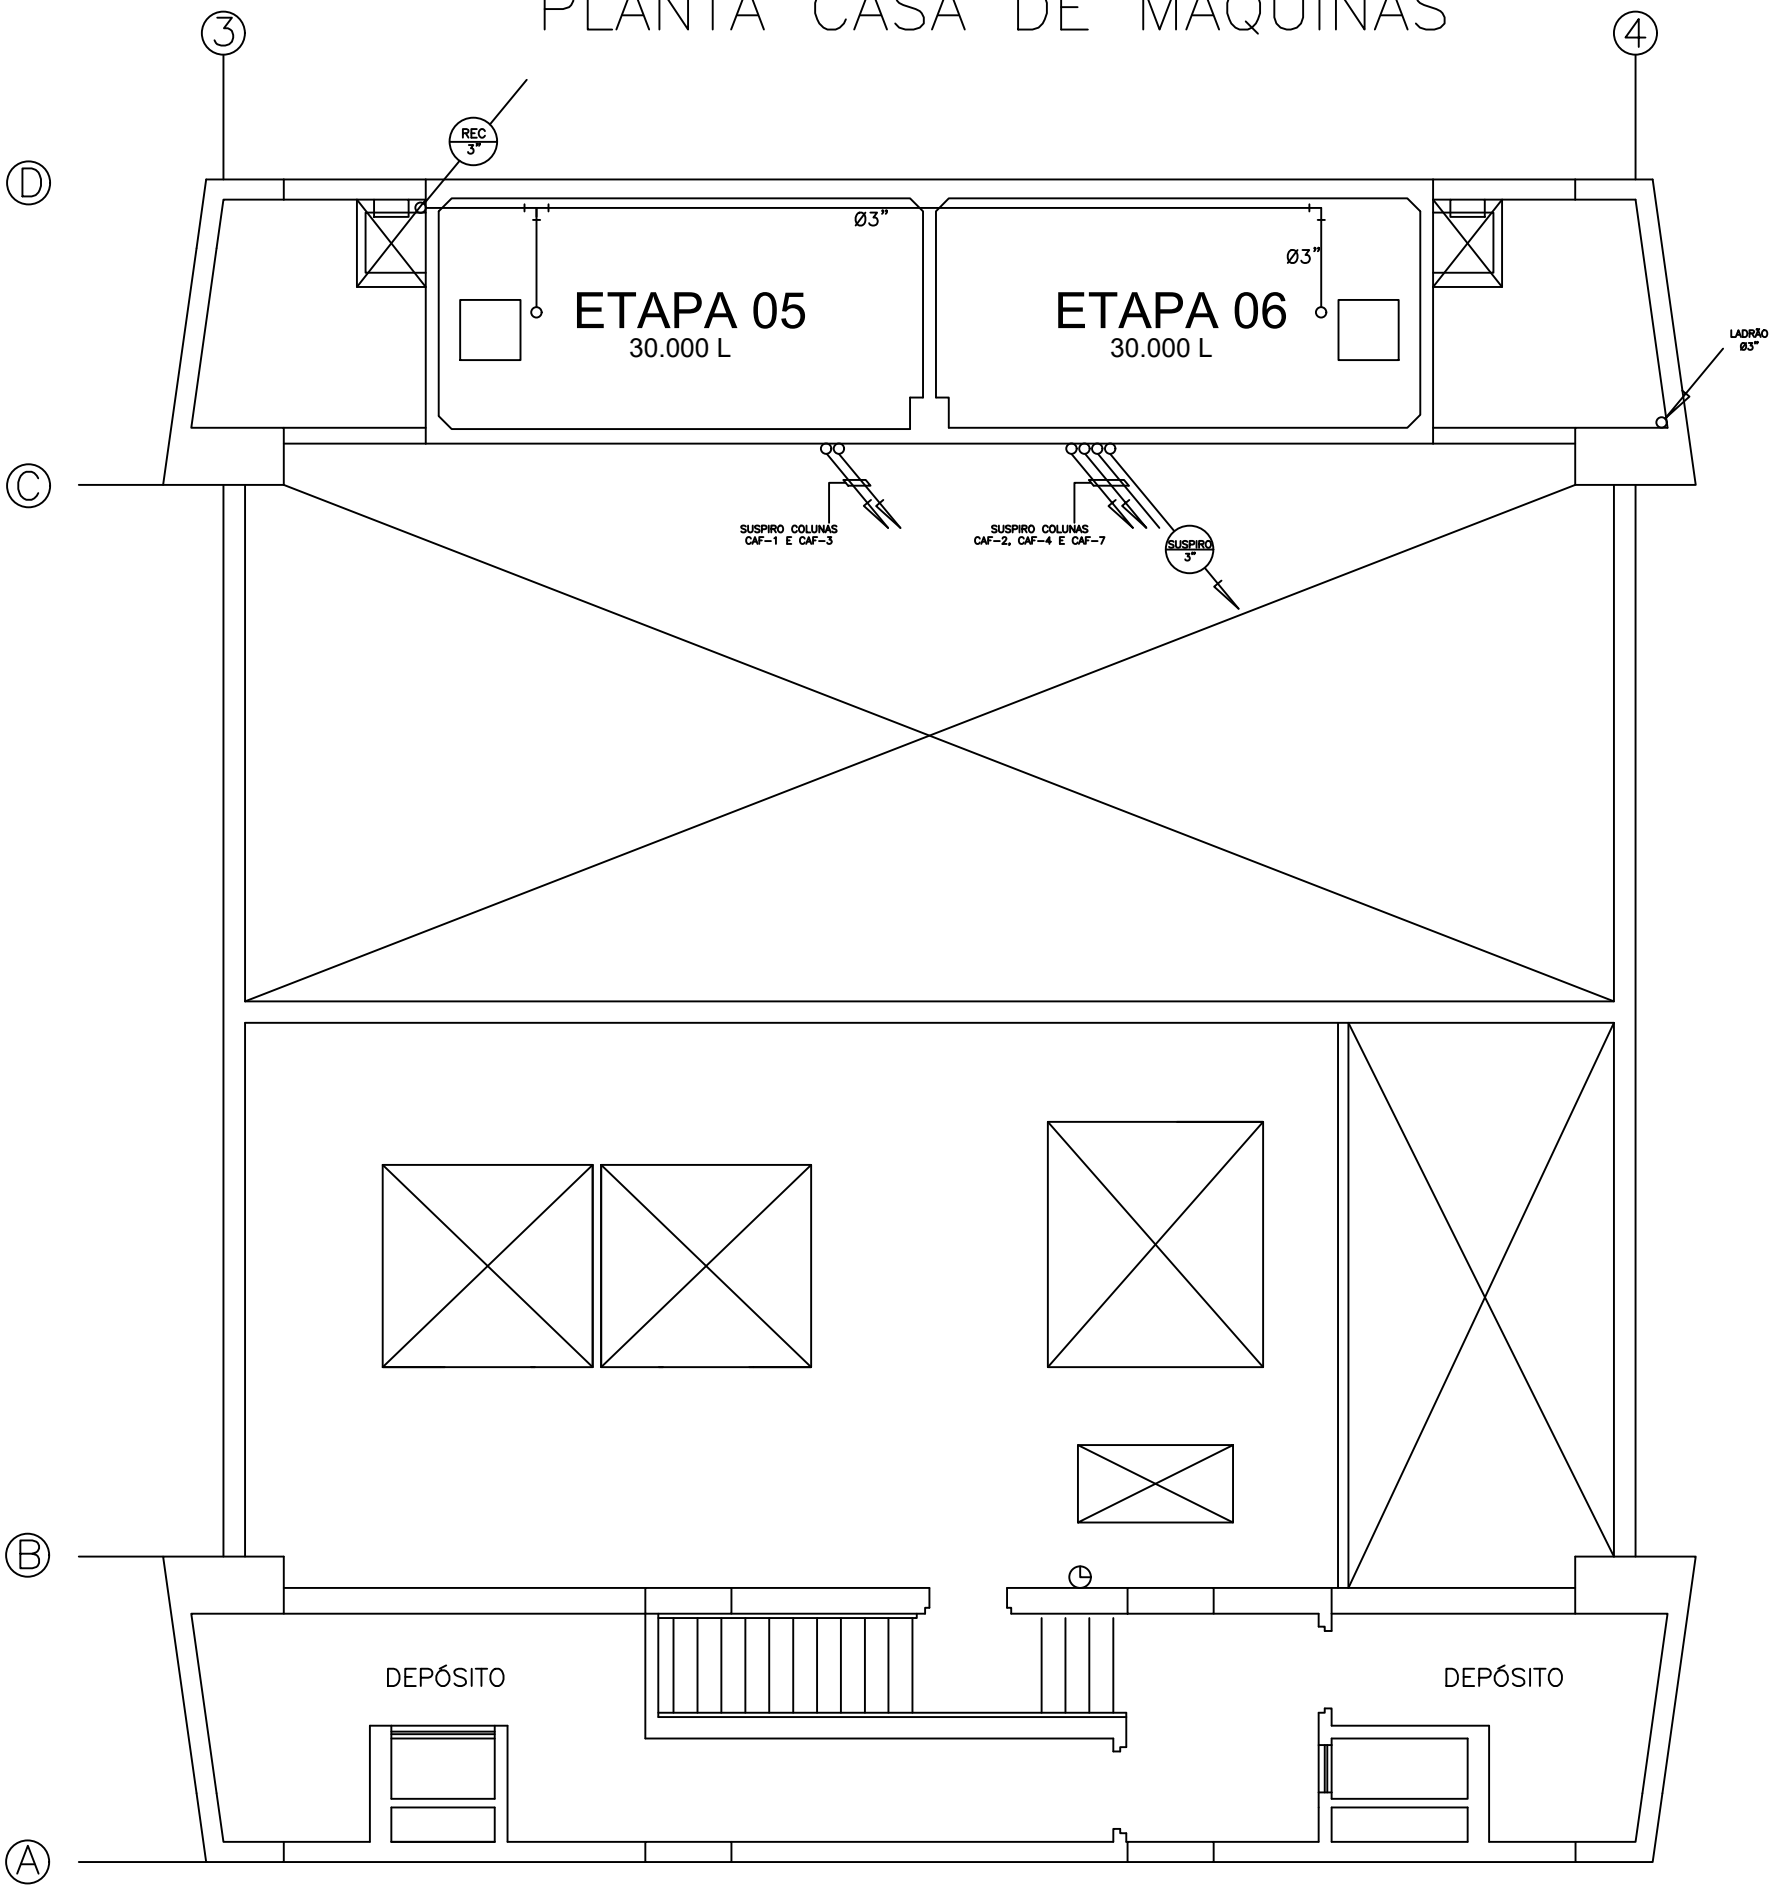 PLANTA CASA DE MAQUINAS
3
4
REC
3"
D
Ø3"
Ø3"
ETAPA 05
30.000 L
ETAPA 06
30.000 L
LADRÃO
Ø3"
C
SUSPIRO COLUNAS
CAF-1 E CAF-3
SUSPIRO COLUNAS
CAF-2, CAF-4 E CAF-7
SUSPIRO
3"
B
DEPÓSITO
DEPÓSITO
A